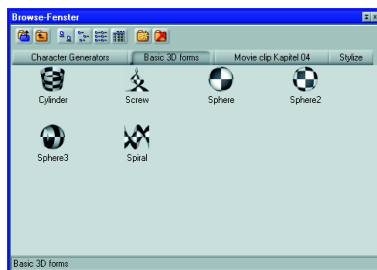 Browse-Fenster
Character Generators Basic 3D forms Movie clip Kapitel 04 Stylize
Cylinder Screw Sphere Sphere2
Sphere3 Spiral
Basic 3D forms